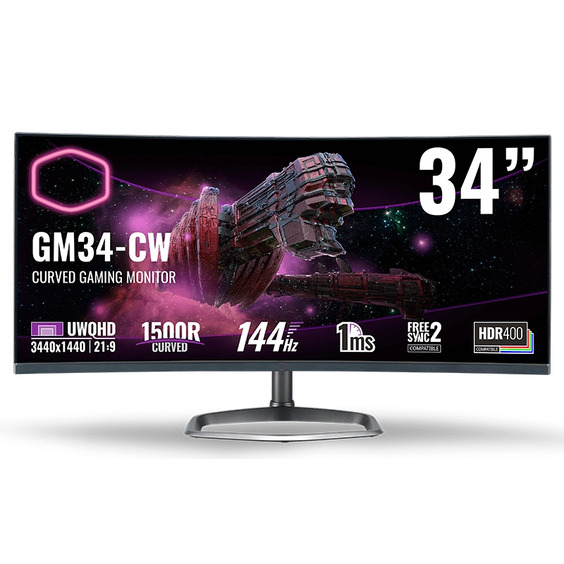 34”
GM34-CW
CURVED GAMING MONITOR
UWQHD
3440x1440 | 21:9
1500R
CURVED
144Hz
1ms
FREE
SYNC 2
COMPATIBLE
HDR400
COMPATIBLE